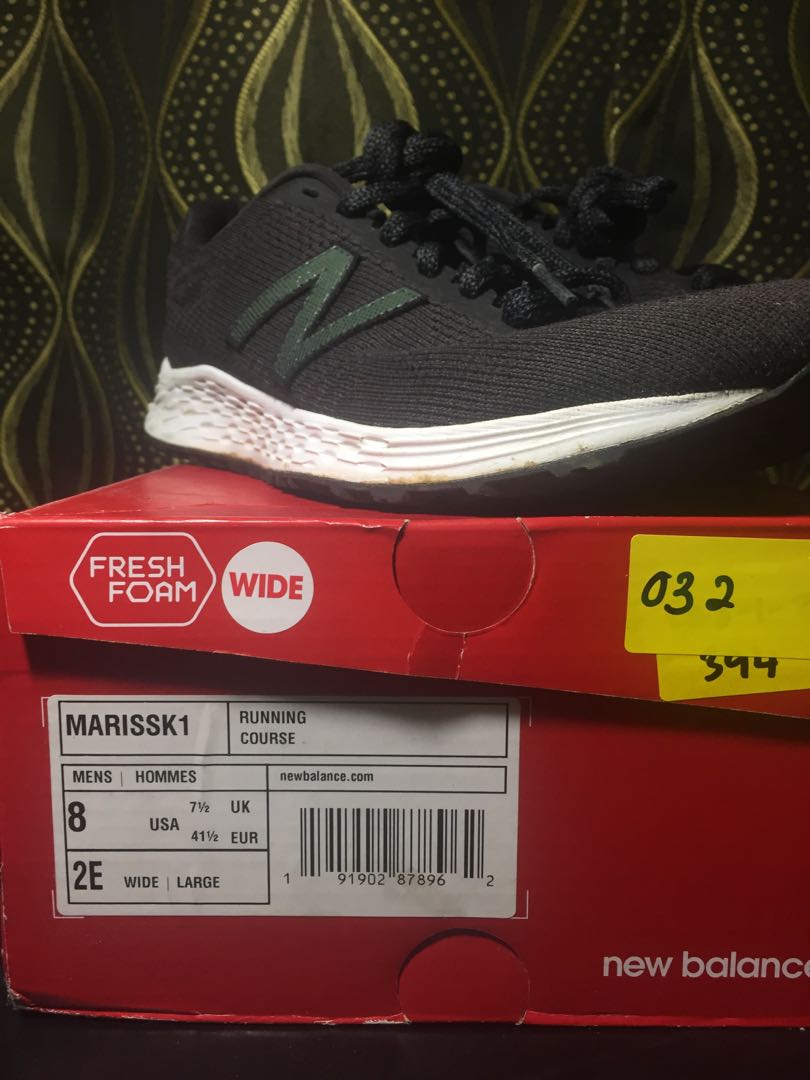 N
FRESH
FOAM
WIDE
032
344
MARISSK1
RUNNING
COURSE
MENS | HOMMES
newbalance.com
8 USA 7½ UK
41½ EUR
2E WIDE | LARGE
1 91902 87896 2
new balance